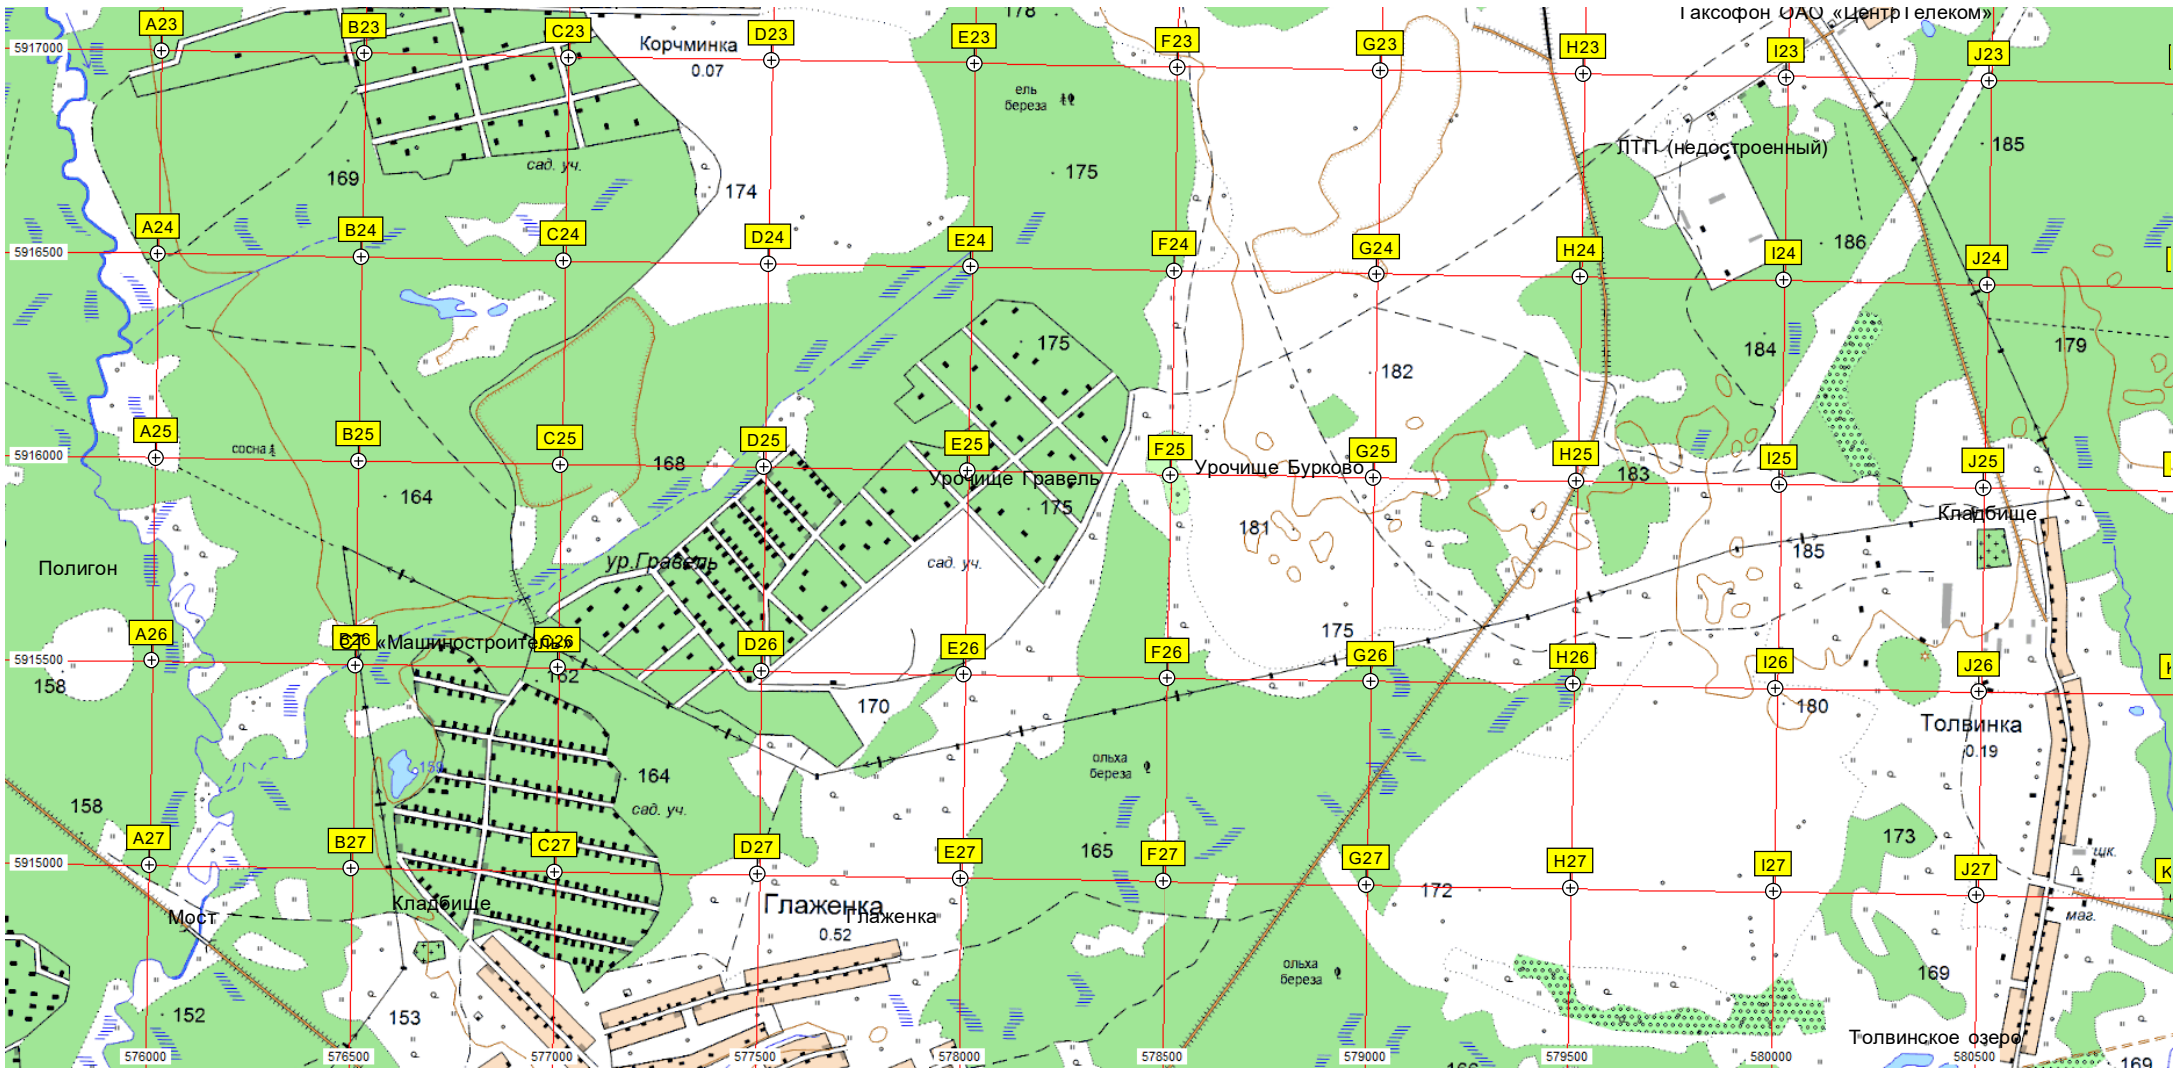 178
Таксофон ОАО «ЦентрТелеком»
A23
B23
C23
D23
E23
F23
G23
H23
I23
J23
5917000
Корчминка
0.07
ель
береза
175
185
ЛТП (недостроенный)
сад. уч.
169
174
A24
B24
C24
D24
E24
F24
G24
H24
I24
J24
5916500
186
175
184
179
182
A25
B25
C25
D25
E25
F25
G25
H25
I25
J25
5916000
сосна
168
Урочище Бурково
183
Урочище Гравель
164
175
Кладбище
181
185
ур.Гравель
сад. уч.
Полигон
A26
B26
C26
D26
E26
F26
G26
H26
I26
J26
175
СТ «Машиностроитель»
5915500
158
162
170
180
Толвинка
0.19
ольха
береза
159
164
158
сад. уч.
A27
B27
C27
D27
E27
F27
G27
H27
I27
J27
5915000
165
173
шк.
172
Кладбище
Глаженка
Глаженка
0.52
Мост
маг.
ольха
береза
169
152
153
Толвинское озеро
576000
576500
577000
577500
578000
578500
579000
579500
580000
580500
169